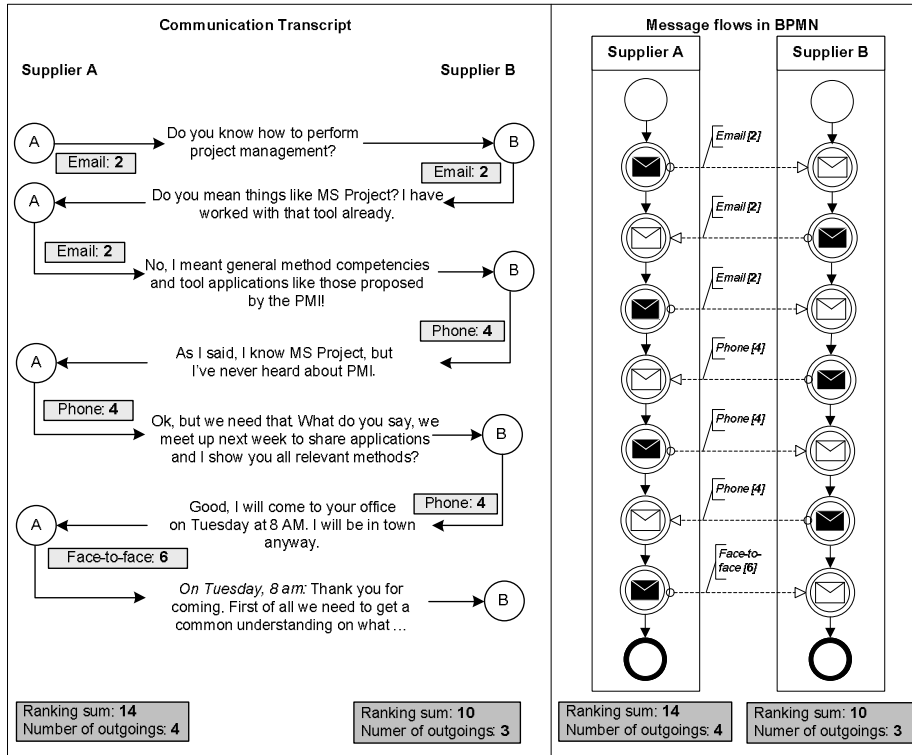 Communication Transcript
Supplier A
Supplier B
A
Do you know how to perform
project management?
B
Email: 2
Email: 2
A
Do you mean things like MS Project? I have
worked with that tool already.
Email: 2
No, I meant general method competencies
and tool applications like those proposed
by the PMI!
B
Phone: 4
A
As I said, I know MS Project, but
I've never heard about PMI.
Phone: 4
Ok, but we need that. What do you say, we
meet up next week to share applications
and I show you all relevant methods?
B
Phone: 4
A
Good, I will come to your office
on Tuesday at 8 AM. I will be in town
anyway.
Face-to-face: 6
On Tuesday, 8 am: Thank you for
coming. First of all we need to get a
common understanding on what ...
B
Ranking sum: 14
Number of outgoings: 4
Ranking sum: 10
Numer of outgoings: 3
Message flows in BPMN
Supplier A
Supplier B
Email [2]
Email [2]
Email [2]
Phone [4]
Phone [4]
Phone [4]
Face-to-
face [6]
Ranking sum: 14
Number of outgoings: 4
Ranking sum: 10
Number of outgoings: 3